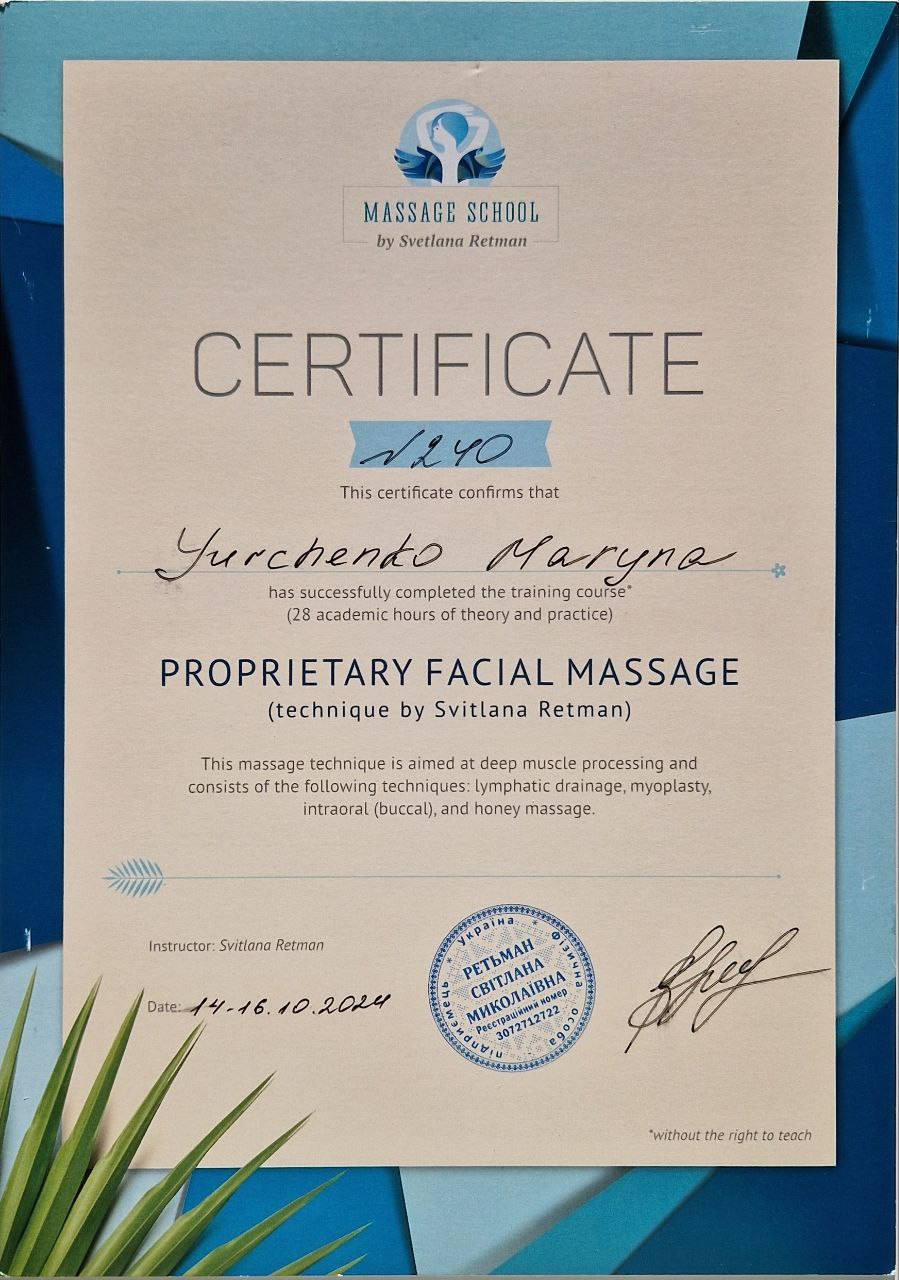 MASSAGE SCHOOL
by Svetlana Retman
CERTIFICATE
№240
This certificate confirms that
Yurchenko Maryna
has successfully completed the training course*
(28 academic hours of theory and practice)
PROPRIETARY FACIAL MASSAGE
(technique by Svitlana Retman)
This massage technique is aimed at deep muscle processing and
consists of the following techniques: lymphatic drainage, myoplasty,
intraoral (buccal), and honey massage.
Instructor: Svitlana Retman
Date: 14-16.10.2024
* Україна * Фізична особа
підприємець
РЕТЬМАН
СВІТЛАНА
МИКОЛАЇВНА
Реєстраційний номер
3072712722
*without the right to teach